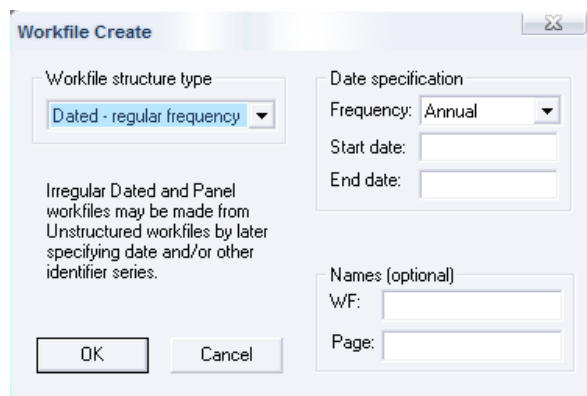 Workfile Create
Workfile structure type
Dated - regular frequency
Irregular Dated and Panel
workfiles may be made from
Unstructured workfiles by later
specifying date and/or other
identifier series.
OK
Cancel
Date specification
Frequency: Annual
Start date:
End date:
Names (optional)
WF:
Page: